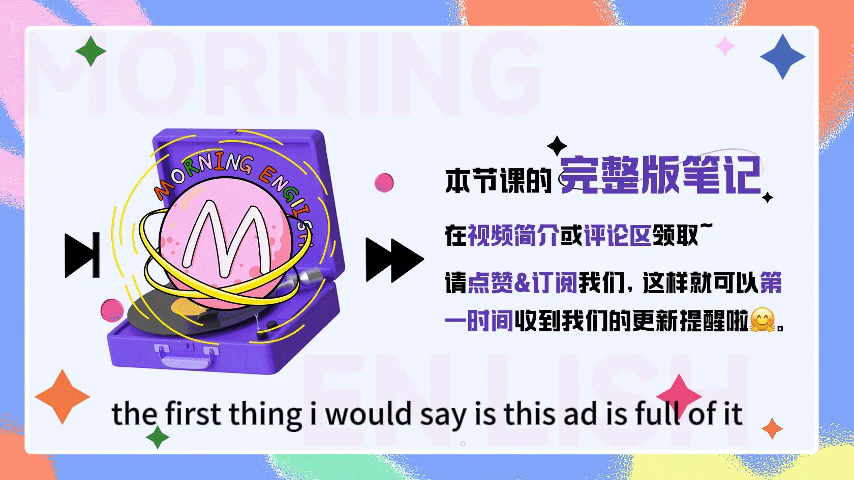 MORNING
MORNING ENGLISH
M
本节课的 完整版笔记
在视频简介或评论区领取~
请点赞&订阅我们，这样就可以第
一时间收到我们的更新提醒啦🤗。
EN LISH
the first thing i would say is this ad is full of it